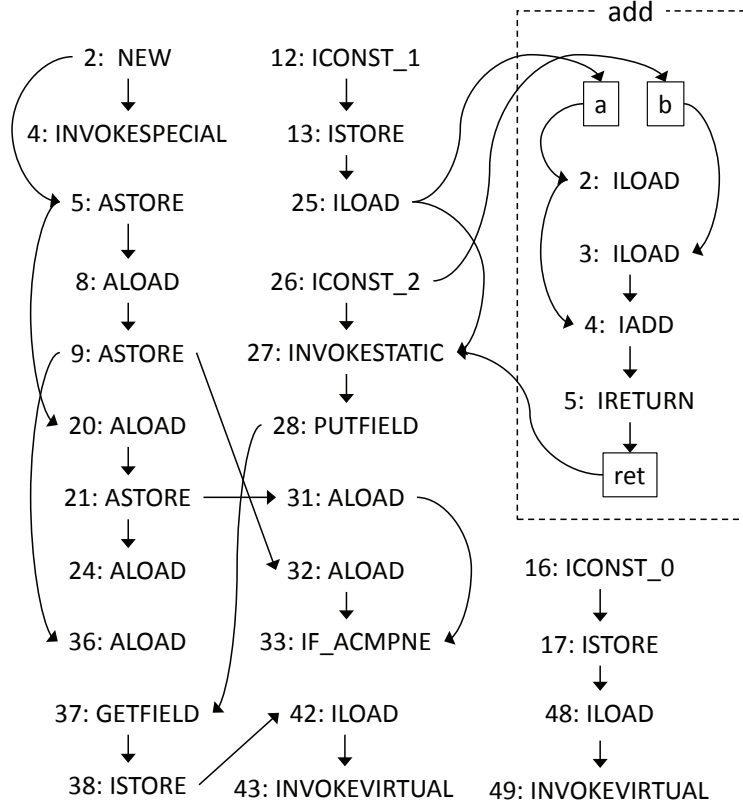 add
2: NEW
4: INVOKESPECIAL
5: ASTORE
8: ALOAD
9: ASTORE
20: ALOAD
21: ASTORE
24: ALOAD
36: ALOAD
37: GETFIELD
38: ISTORE
12: ICONST_1
13: ISTORE
25: ILOAD
26: ICONST_2
27: INVOKESTATIC
28: PUTFIELD
31: ALOAD
32: ALOAD
33: IF_ACMPNE
42: ILOAD
43: INVOKEVIRTUAL
a
b
2: ILOAD
3: ILOAD
4: IADD
5: IRETURN
ret
16: ICONST_0
17: ISTORE
48: ILOAD
49: INVOKEVIRTUAL